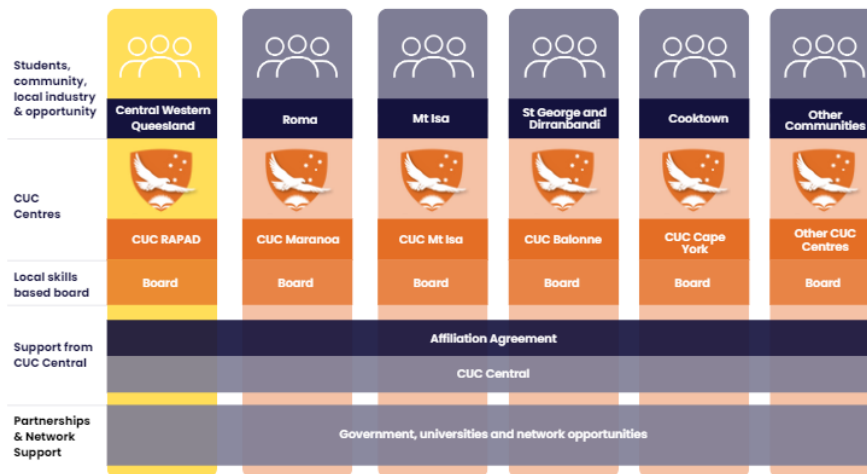 Students,
community,
local industry
& opportunity
Central Western
Queesland
Roma
Mt Isa
St George and
Dirranbandi
Cooktown
Other
Communities
CUC
Centres
CUC RAPAD
CUC Maranoa
CUC Mt Isa
CUC Balonne
CUC Cape
York
Other CUC
Centres
Local skills
based board
Board
Board
Board
Board
Board
Board
Support from
CUC Central
Affiliation Agreement
CUC Central
Partnerships
& Network
Support
Government, universities and network opportunities